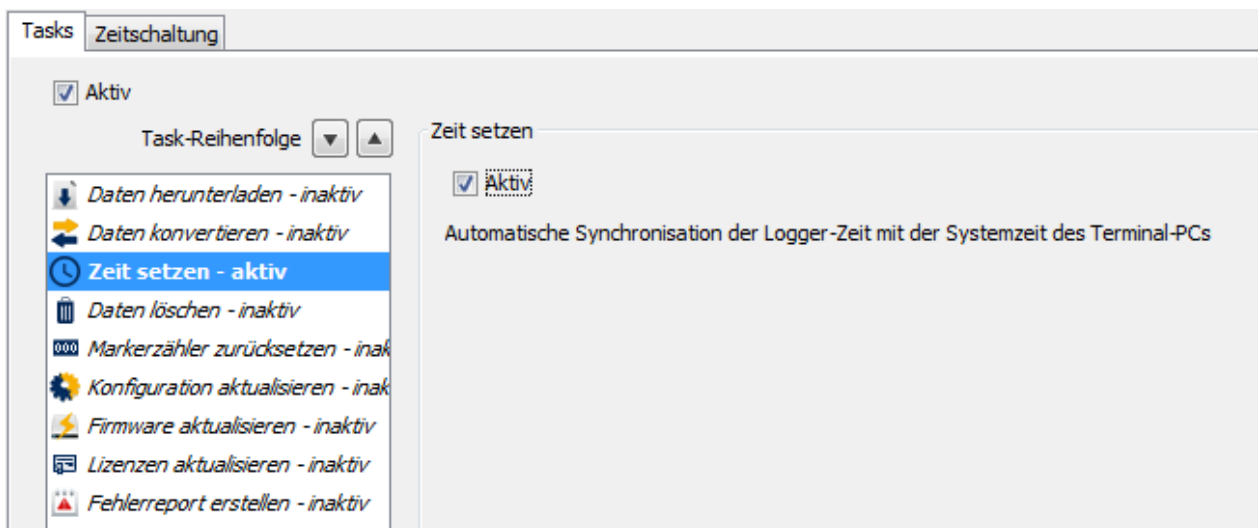 Tasks Zeitschaltung
Aktiv
Task-Reihenfolge
Zeit setzen
Aktiv
Automatische Synchronisation der Logger-Zeit mit der Systemzeit des Terminal-PCs
Daten herunterladen - inaktiv
Daten konvertieren - inaktiv
Zeit setzen - aktiv
Daten löschen - inaktiv
000 Markerzähler zurücksetzen - inak
Konfiguration aktualisieren - inak
Firmware aktualisieren - inaktiv
Lizenzen aktualisieren - inaktiv
Fehlerreport erstellen - inaktiv